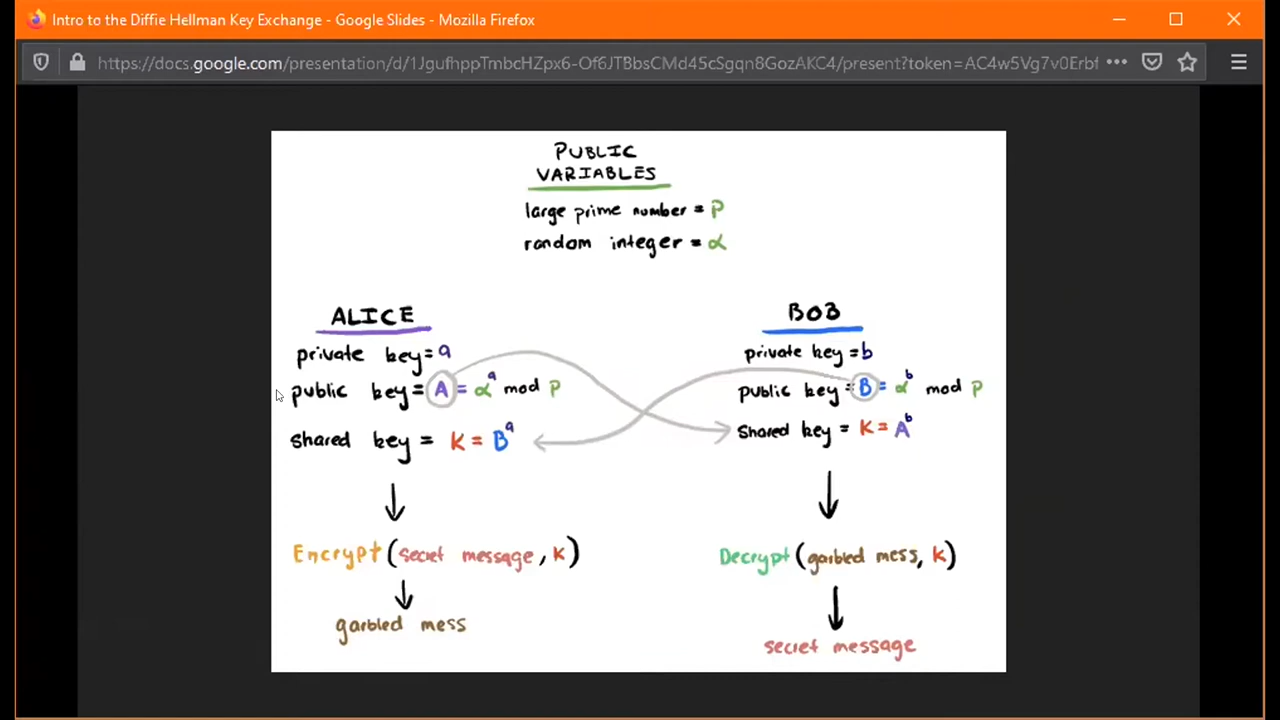 Intro to the Diffie Hellman Key Exchange - Google Slides - Mozilla Firefox
https://docs.google.com/presentation/d/1JgufhppTmbcHZpx6-Of6JTBbsCMd45cSgqn8GozAKC4/present?token=AC4w5Vg7v0Erbf
PUBLIC
VARIABLES
large prime number = P
random integer = α
ALICE
private key = a
public key = A = α^a mod p
shared key = K = B^a
Encrypt (secret message, K)
garbled mess
BOB
private key = b
public key = B = α^b mod p
Shared key = K = A^b
Decrypt (garbled mess, K)
secret message